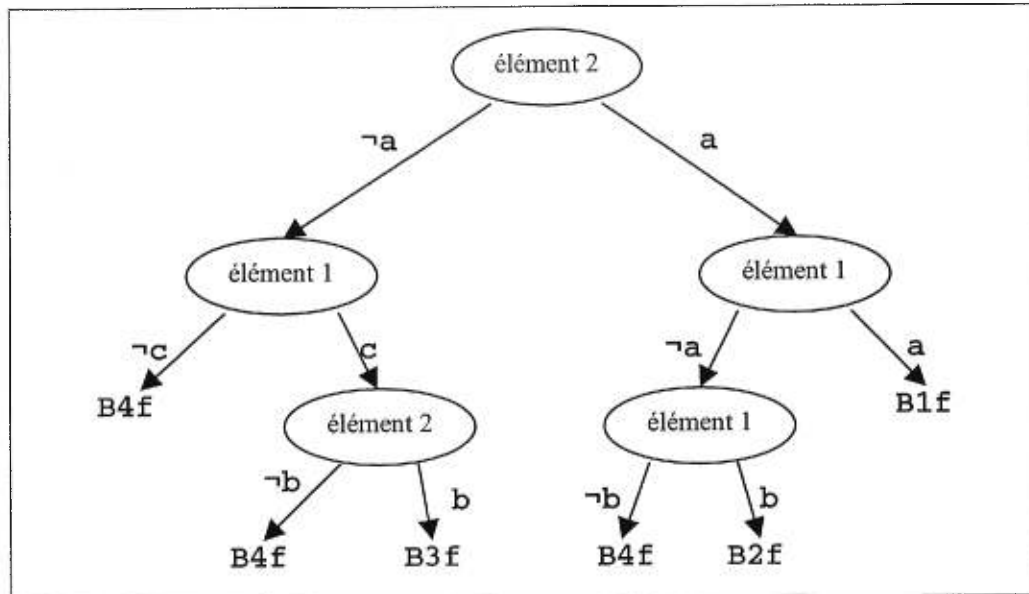 élément 2
¬a
a
élément 1
élément 1
¬c
c
¬a
a
B4f
élément 2
élément 1
B1f
¬b
b
¬b
b
B4f
B3f
B4f
B2f